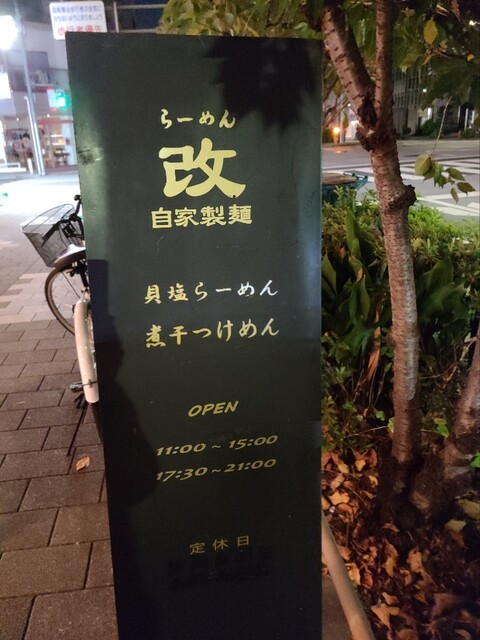 らーめん
改
自家製麺
貝塩らーめん
煮干つけめん
OPEN
11:00 ~ 15:00
17:30 ~ 21:00
定休日